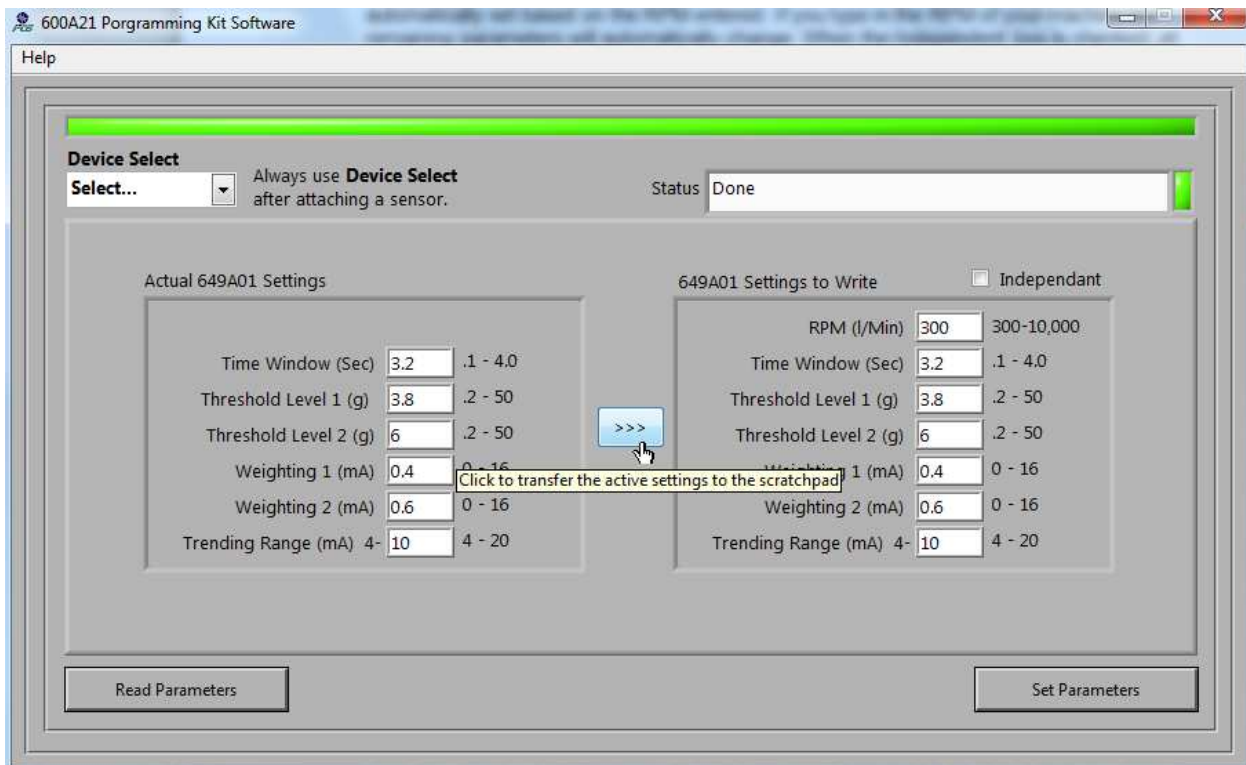 600A21 Porgramming Kit Software
Help
Device Select
Select...
Always use Device Select
after attaching a sensor.
Status Done
Actual 649A01 Settings
Time Window (Sec) 3.2 .1 - 4.0
Threshold Level 1 (g) 3.8 .2 - 50
Threshold Level 2 (g) 6 .2 - 50
Weighting 1 (mA) 0.4 0 - 16
Weighting 2 (mA) 0.6 0 - 16
Trending Range (mA) 4- 10 4 - 20
>>>
Click to transfer the active settings to the scratchpad
649A01 Settings to Write
Independant
RPM (l/Min) 300 300-10,000
Time Window (Sec) 3.2 .1 - 4.0
Threshold Level 1 (g) 3.8 .2 - 50
Threshold Level 2 (g) 6 .2 - 50
Weighting 1 (mA) 0.4 0 - 16
Weighting 2 (mA) 0.6 0 - 16
Trending Range (mA) 4- 10 4 - 20
Read Parameters
Set Parameters